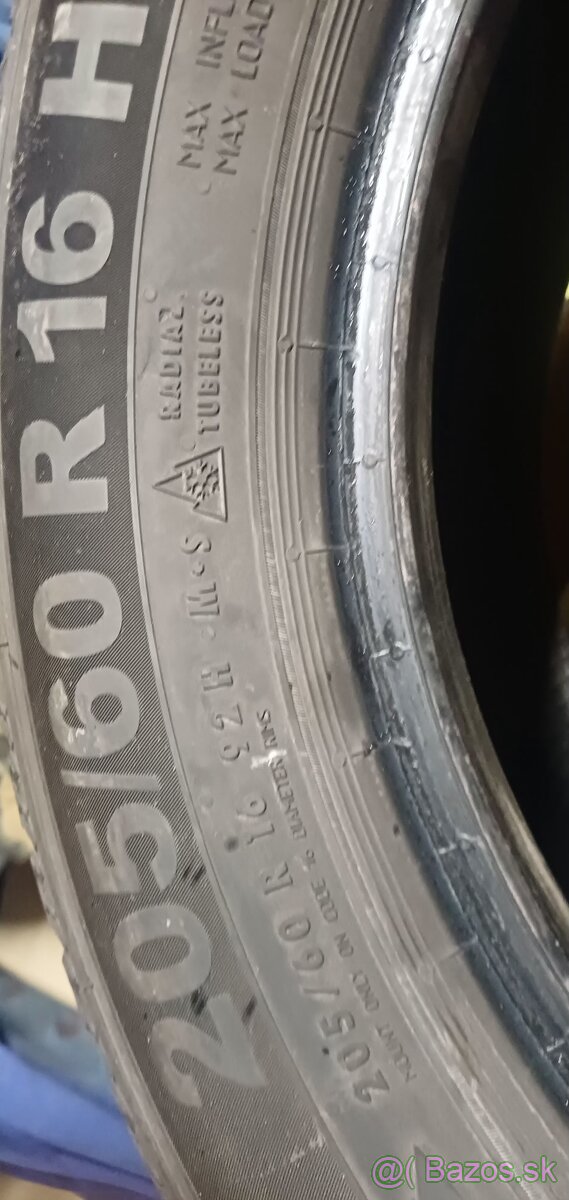 205/60 R 16 H
205/60 R 16 92 H · M+S
RADIAL
TUBELESS
MAX INFL
MAX LOAD
MOUNT ONLY ON CODE 16 DIAMETER RIMS
@( Bazos.sk